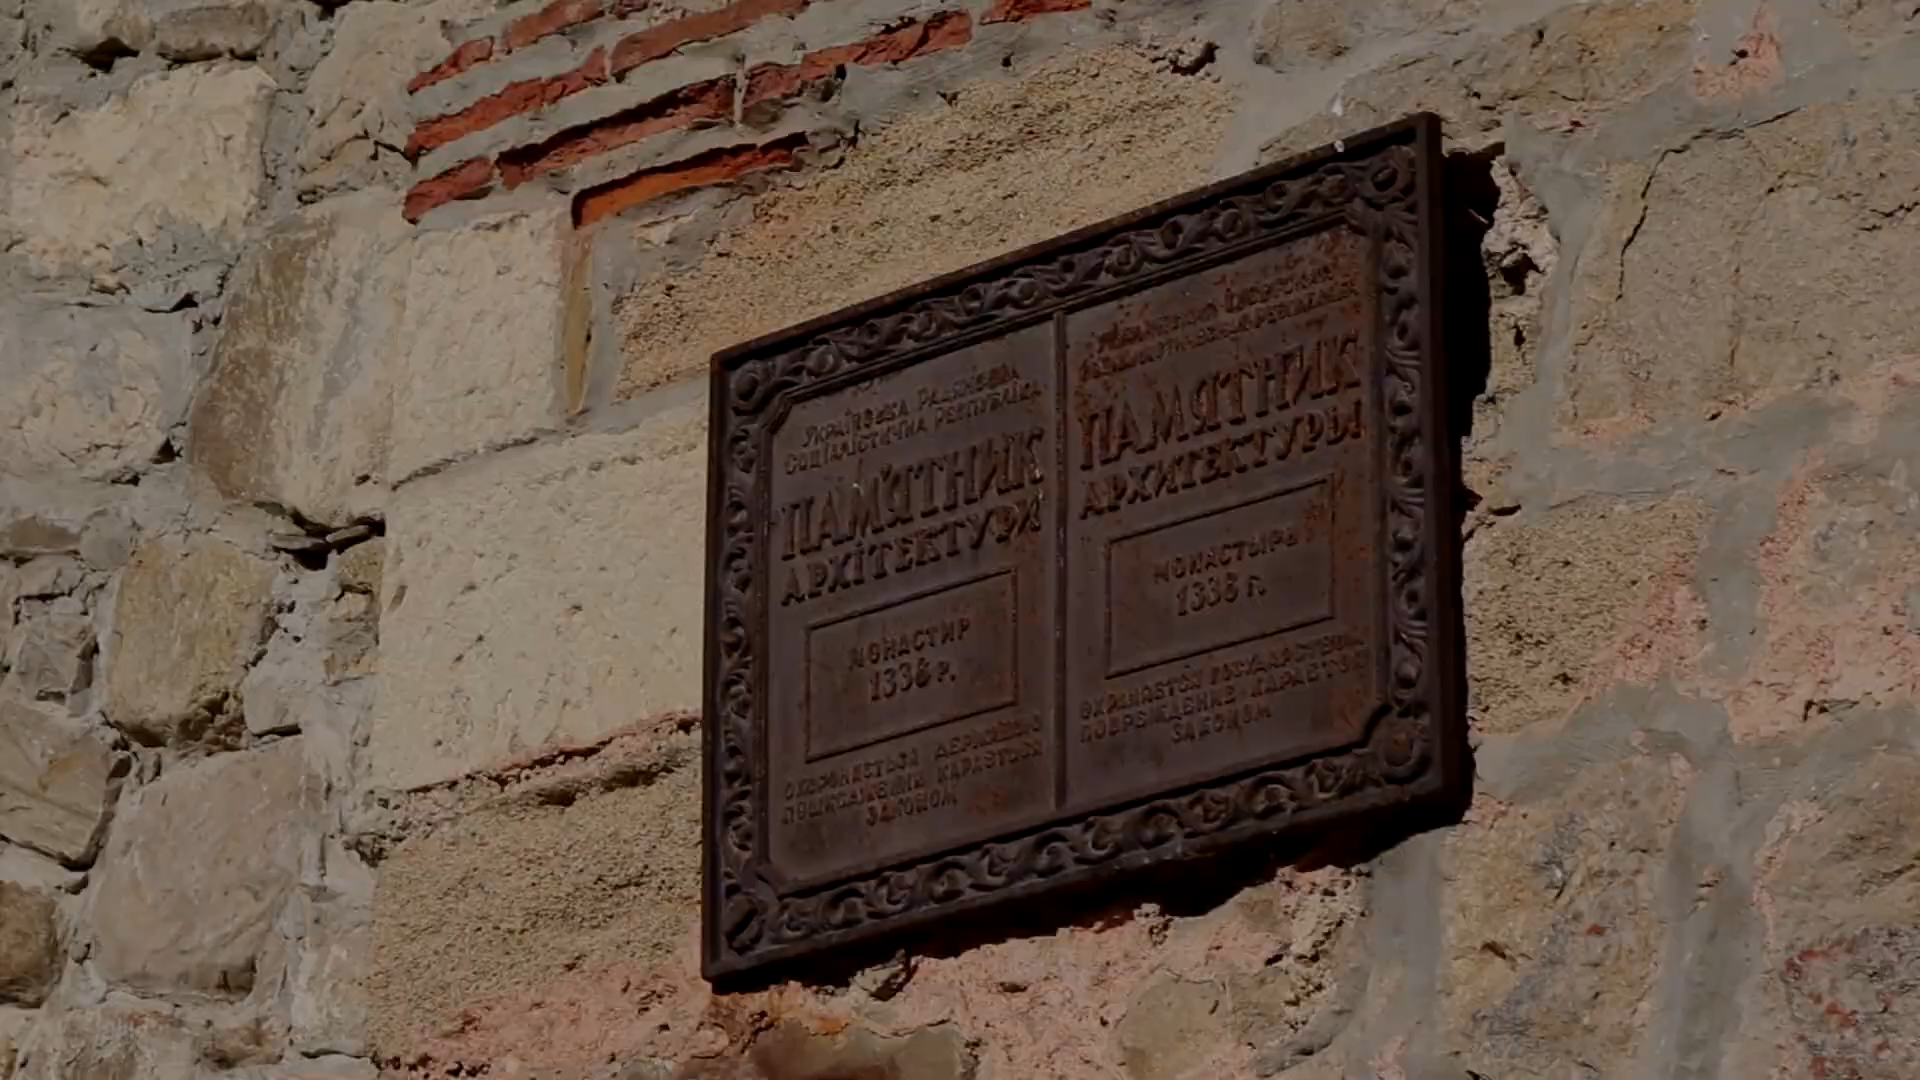 Українська Радянська
Соціалістична Республіка
ПАМ'ЯТНИК
АРХІТЕКТУРИ
МОНАСТИР
1338 р.
ОХОРОНЯЄТЬСЯ ДЕРЖАВОЮ
ПОШКОДЖЕННЯ КАРАЄТЬСЯ
ЗАКОНОМ
ПАМЯТНИК
АРХИТЕКТУРЫ
МОНАСТЫРЬ
1338 г.
ОХРАНЯЕТСЯ ГОСУДАРСТВОМ
ПОВРЕЖДЕНИЕ КАРАЕТСЯ
ЗАКОНОМ